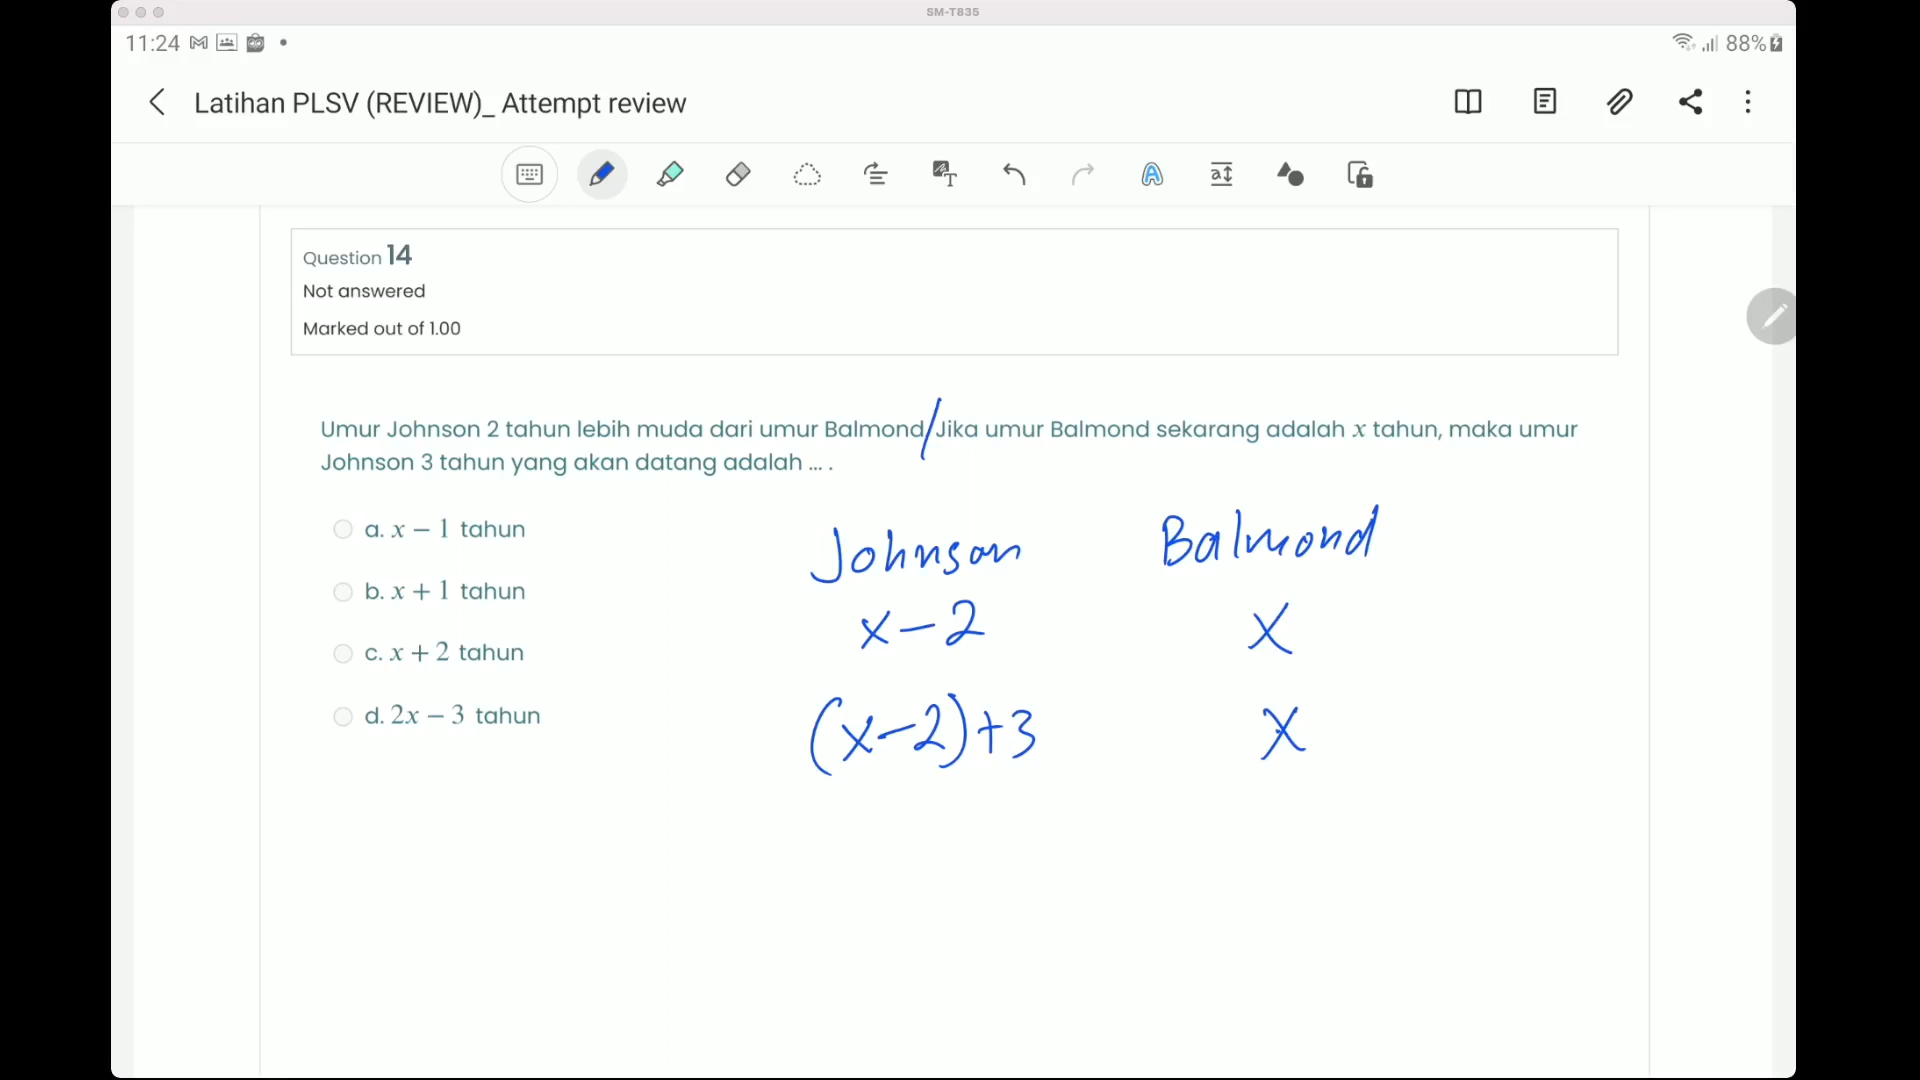 SM-T835
11:24
88%
Latihan PLSV (REVIEW)_ Attempt review
Question 14
Not answered
Marked out of 1.00
Umur Johnson 2 tahun lebih muda dari umur Balmond/Jika umur Balmond sekarang adalah x tahun, maka umur
Johnson 3 tahun yang akan datang adalah ... .
a. x − 1 tahun
b. x + 1 tahun
c. x + 2 tahun
d. 2x − 3 tahun
Johnson Balmond
x − 2 x
(x−2)+3 x